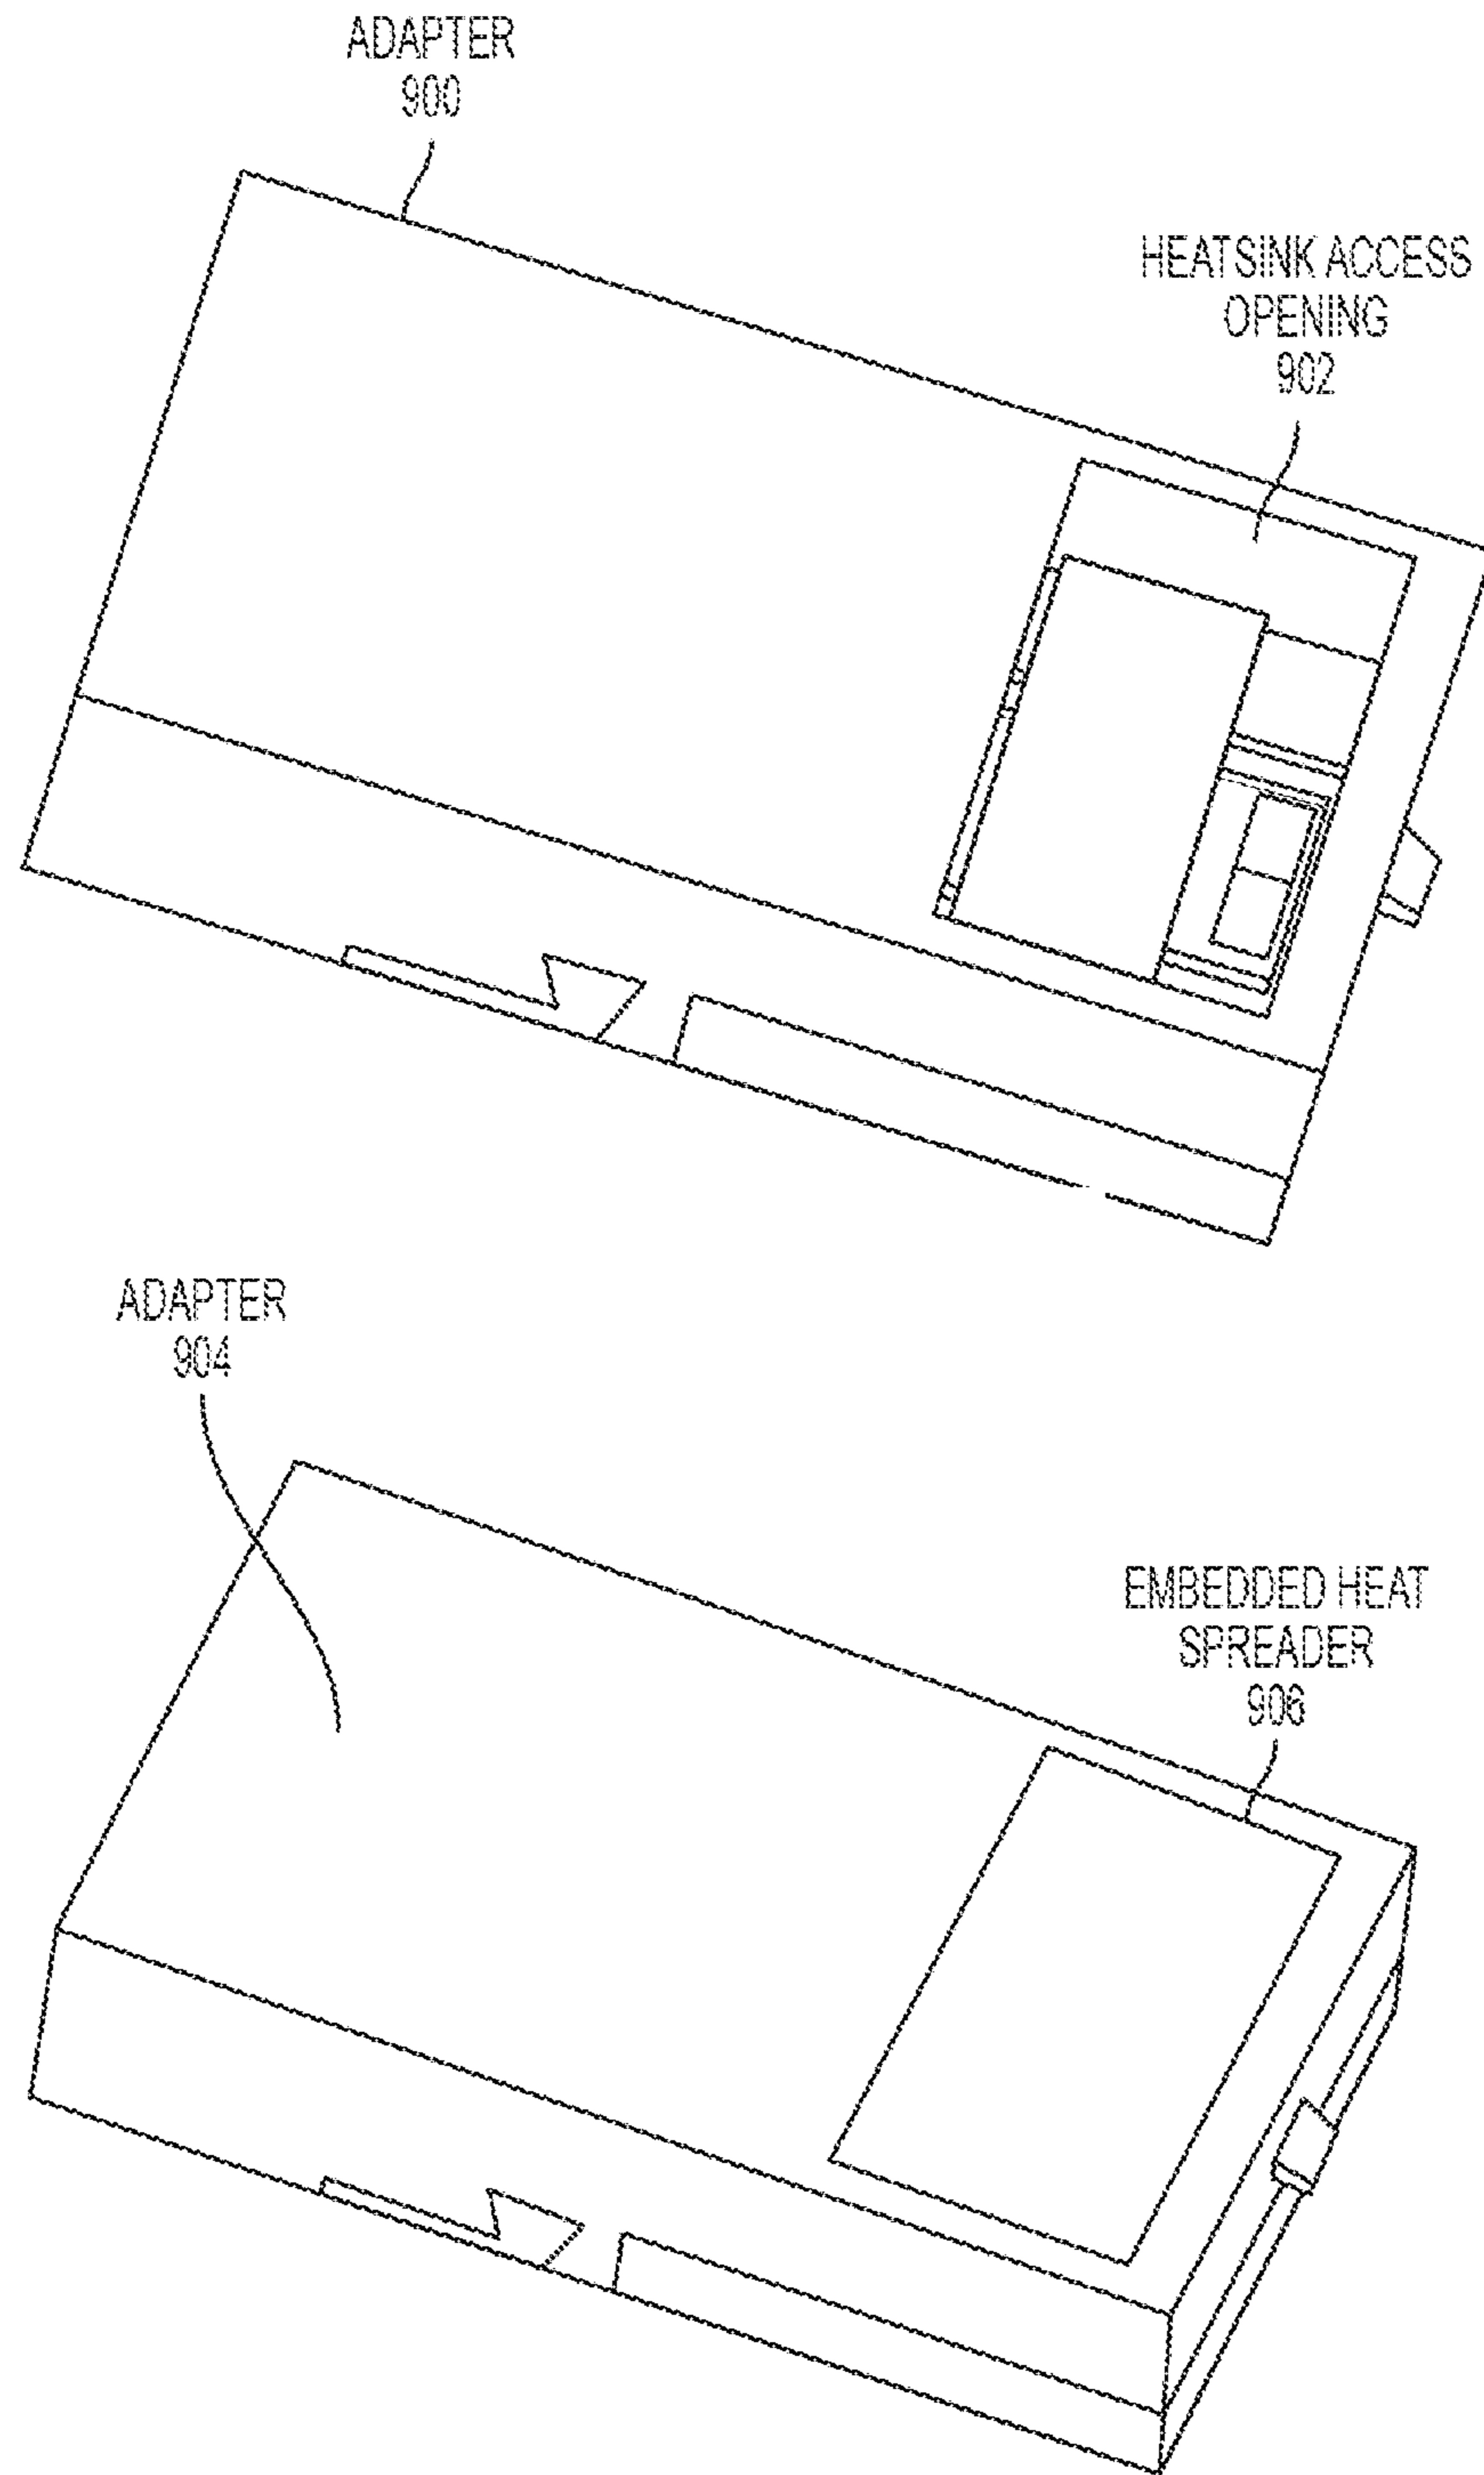 ADAPTER
900
HEATSINK ACCESS
OPENING
902
ADAPTER
904
EMBEDDED HEAT
SPREADER
906